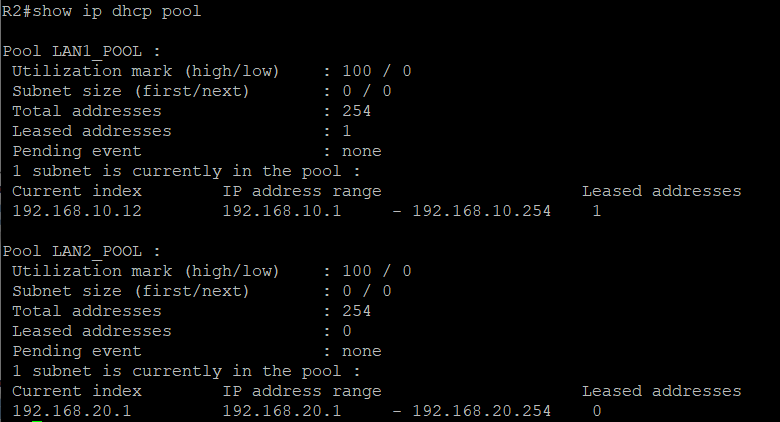 R2#show ip dhcp pool
Pool LAN1_POOL :
Utilization mark (high/low) : 100 / 0
Subnet size (first/next) : 0 / 0
Total addresses : 254
Leased addresses : 1
Pending event : none
1 subnet is currently in the pool :
Current index IP address range Leased addresses
192.168.10.12 192.168.10.1 - 192.168.10.254 1
Pool LAN2_POOL :
Utilization mark (high/low) : 100 / 0
Subnet size (first/next) : 0 / 0
Total addresses : 254
Leased addresses : 0
Pending event : none
1 subnet is currently in the pool :
Current index IP address range Leased addresses
192.168.20.1 192.168.20.1 - 192.168.20.254 0